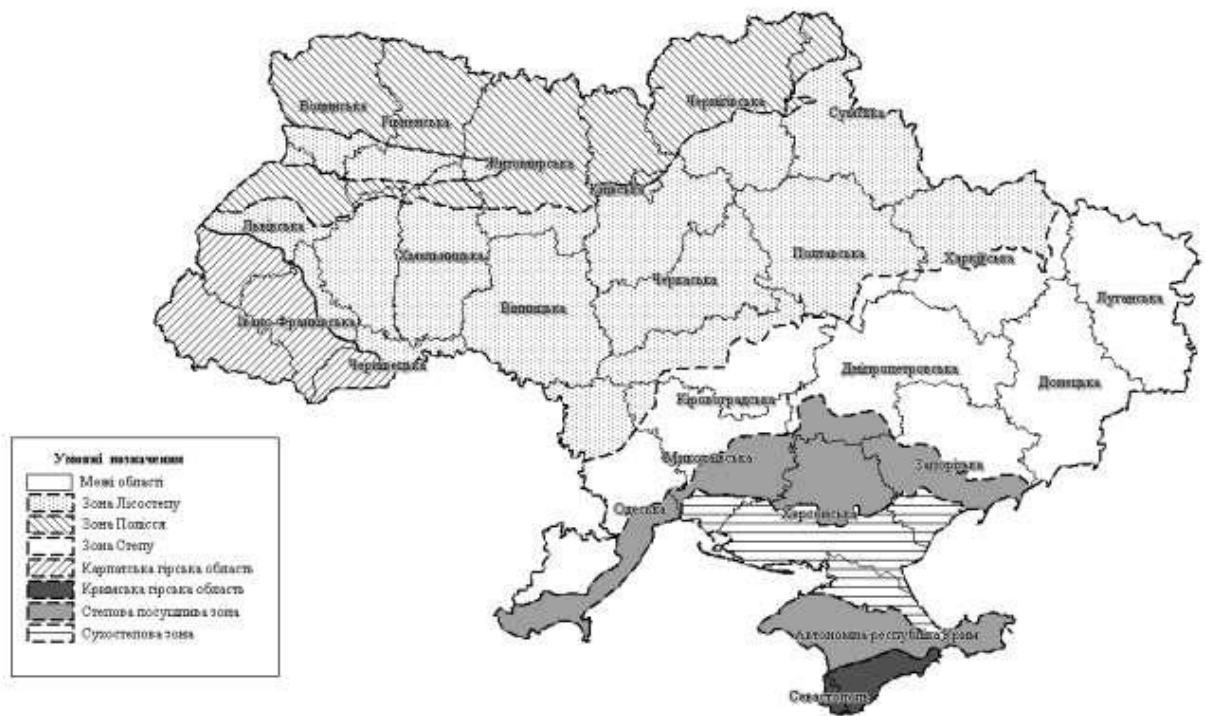 Волинська
Рівненська
Житомирська
Чернігівська
Сумська
Київська
Львівська
Хмельницька
Вінницька
Черкаська
Полтавська
Харківська
Луганська
Івано-Франківська
Чернівецька
Кіровоградська
Дніпропетровська
Донецька
Миколаївська
Запорізька
Одеська
Херсонська
Автономна республіка Крим
Севастополь
Умовні позначення
Межі області
Зона Лісостепу
Зона Полісся
Зона Степу
Карпатська гірська область
Кримська гірська область
Степова посушлива зона
Сухостепова зона